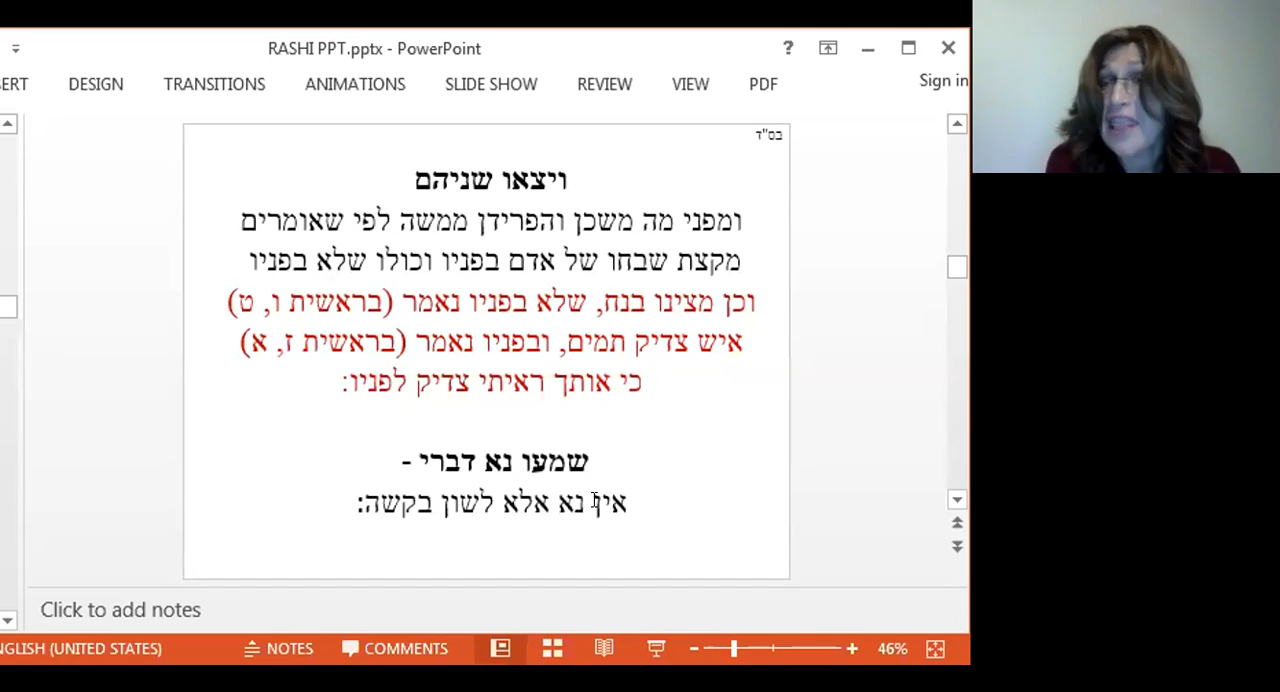 RASHI PPT.pptx - PowerPoint
?
ERT DESIGN TRANSITIONS ANIMATIONS SLIDE SHOW REVIEW VIEW PDF Sign in
בס"ד
ויצאו שניהם
ומפני מה משכן והפרידן ממשה לפי שאומרים
מקצת שבחו של אדם בפניו וכולו שלא בפניו
וכן מצינו בנח, שלא בפניו נאמר (בראשית ו, ט)
איש צדיק תמים, ובפניו נאמר (בראשית ז, א)
כי אותך ראיתי צדיק לפניו:
שמעו נא דברי -
אין נא אלא לשון בקשה:
Click to add notes
NGLISH (UNITED STATES) NOTES COMMENTS 46%